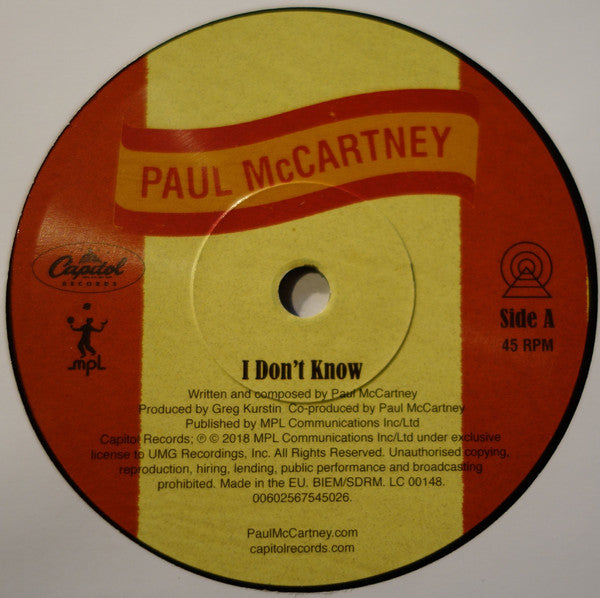 PAUL McCARTNEY
Capitol
RECORDS
mpL
Side A
45 RPM
I Don't Know
Written and composed by Paul McCartney
Produced by Greg Kurstin Co-produced by Paul McCartney
Published by MPL Communications Inc/Ltd
Capitol Records; ℗ © 2018 MPL Communications Inc/Ltd under exclusive
license to UMG Recordings, Inc. All Rights Reserved. Unauthorised copying,
reproduction, hiring, lending, public performance and broadcasting
prohibited. Made in the EU. BIEM/SDRM. LC 00148.
00602567545026.
PaulMcCartney.com
capitolrecords.com